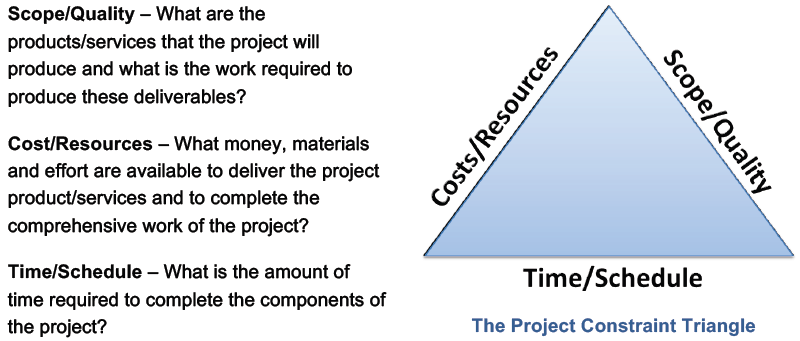 Scope/Quality – What are the
products/services that the project will
produce and what is the work required to
produce these deliverables?
Cost/Resources – What money, materials
and effort are available to deliver the project
product/services and to complete the
comprehensive work of the project?
Time/Schedule – What is the amount of
time required to complete the components of
the project?
Costs/Resources
Scope/Quality
Time/Schedule
The Project Constraint Triangle